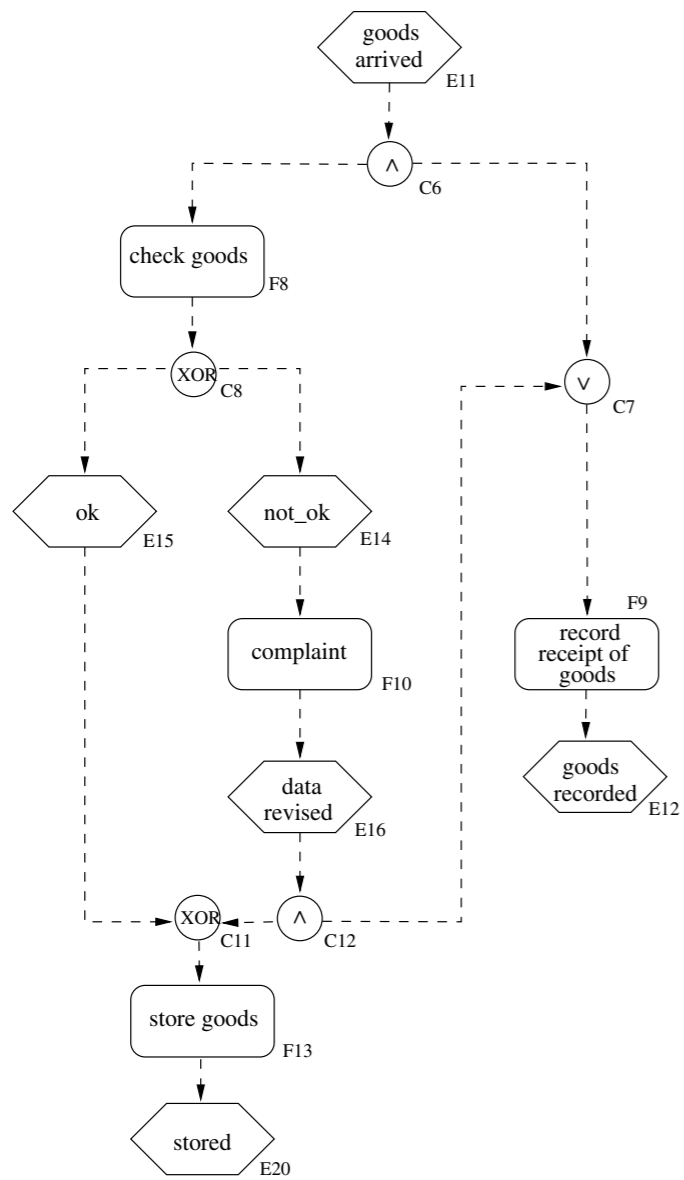 goods
arrived
E11
∧
C6
check goods
F8
XOR
C8
∨
C7
ok
E15
not_ok
E14
F9
record
receipt of
goods
complaint
F10
data
revised
E16
goods
recorded
E12
XOR
C11
∧
C12
store goods
F13
stored
E20